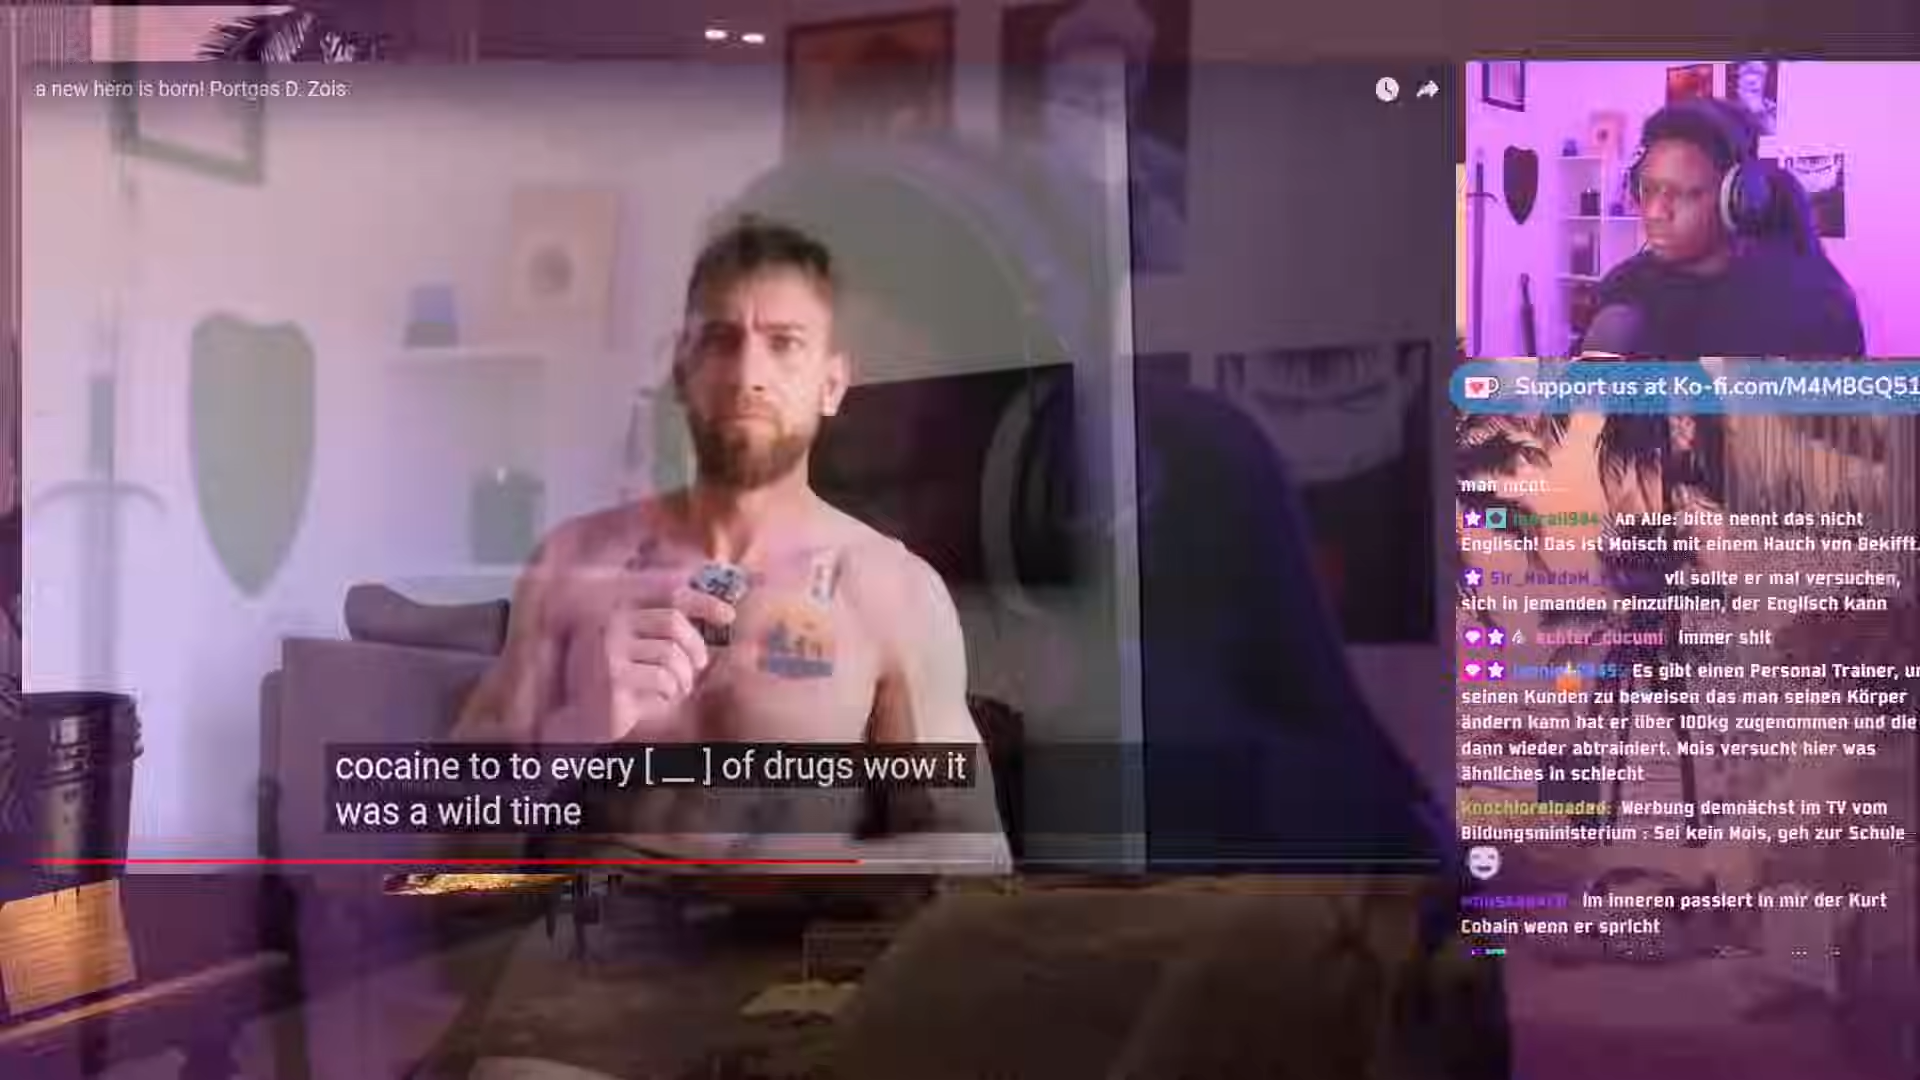 a new hero is born! Portgas D. Zois
Support us at Ko-fi.com/M4M8GQ51
man
An Alle: bitte nennt das nicht
Englisch! Das ist Moisch mit einem Hauch von Bekifft.
vll sollte er mal versuchen,
sich in jemanden reinzufühlen, der Englisch kann
achter_cucumi immer shit
Es gibt einen Personal Trainer, u
seinen Kunden zu beweisen das man seinen Körper
ändern kann hat er über 100kg zugenommen und die
dann wieder abtrainiert. Mois versucht hier was
ähnliches in schlecht
knochloreloaded: Werbung demnächst im TV vom
Bildungsministerium : Sei kein Mois, geh zur Schule
Im inneren passiert in mir der Kurt
Cobain wenn er spricht
cocaine to to every [ __ ] of drugs wow it
was a wild time